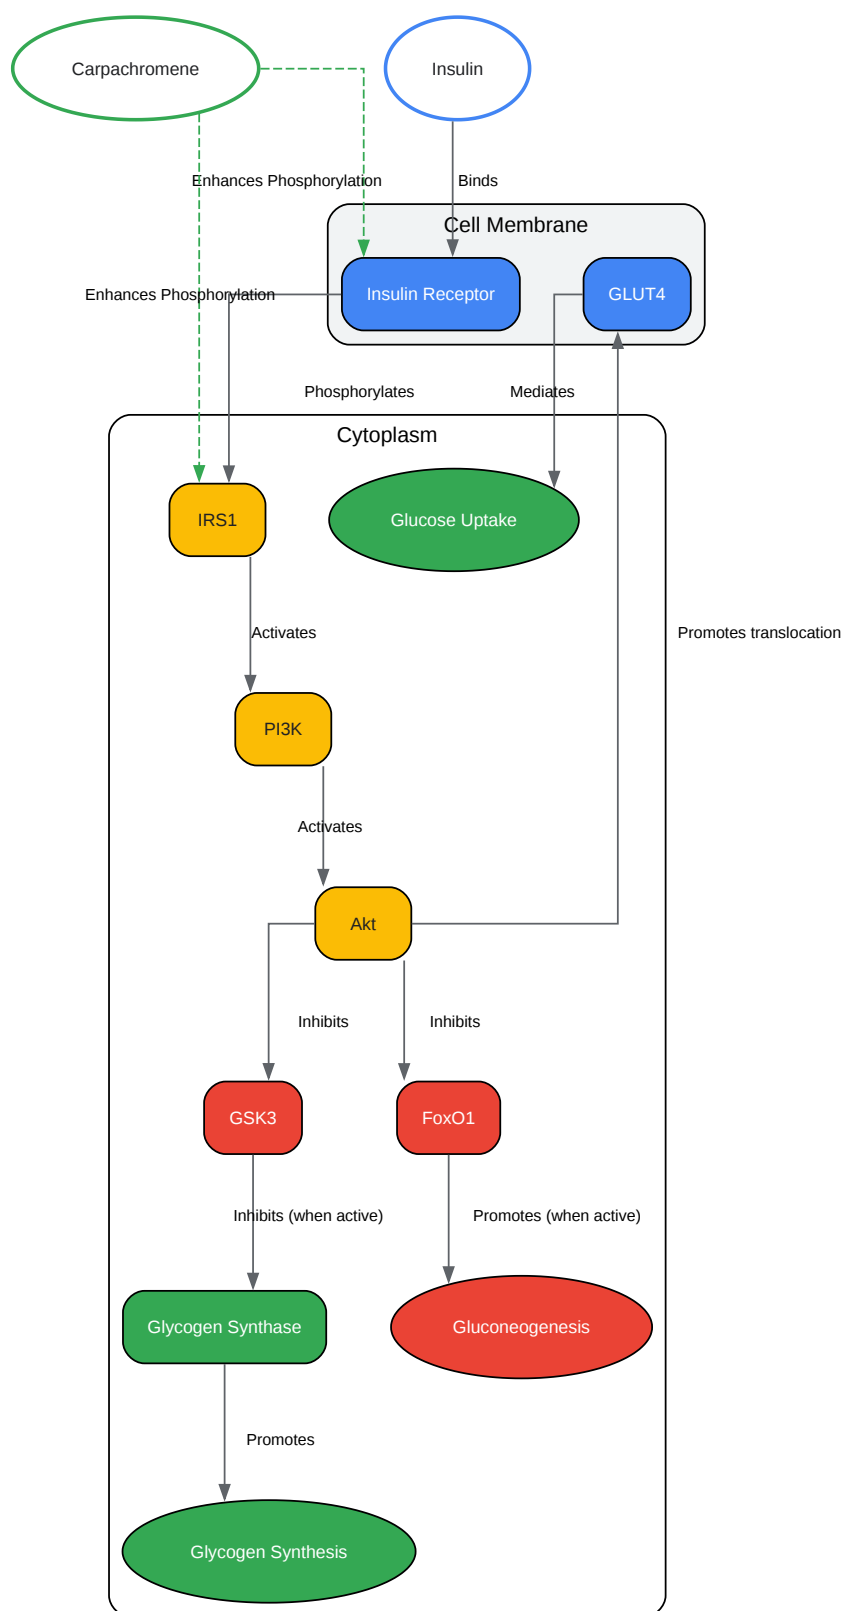 Carpachromene
Insulin
Enhances Phosphorylation
Binds
Cell Membrane
Insulin Receptor
GLUT4
Enhances Phosphorylation
Phosphorylates
Mediates
Cytoplasm
IRS1
Glucose Uptake
Activates
Promotes translocation
PI3K
Activates
Akt
Inhibits
Inhibits
GSK3
FoxO1
Inhibits (when active)
Promotes (when active)
Glycogen Synthase
Gluconeogenesis
Promotes
Glycogen Synthesis